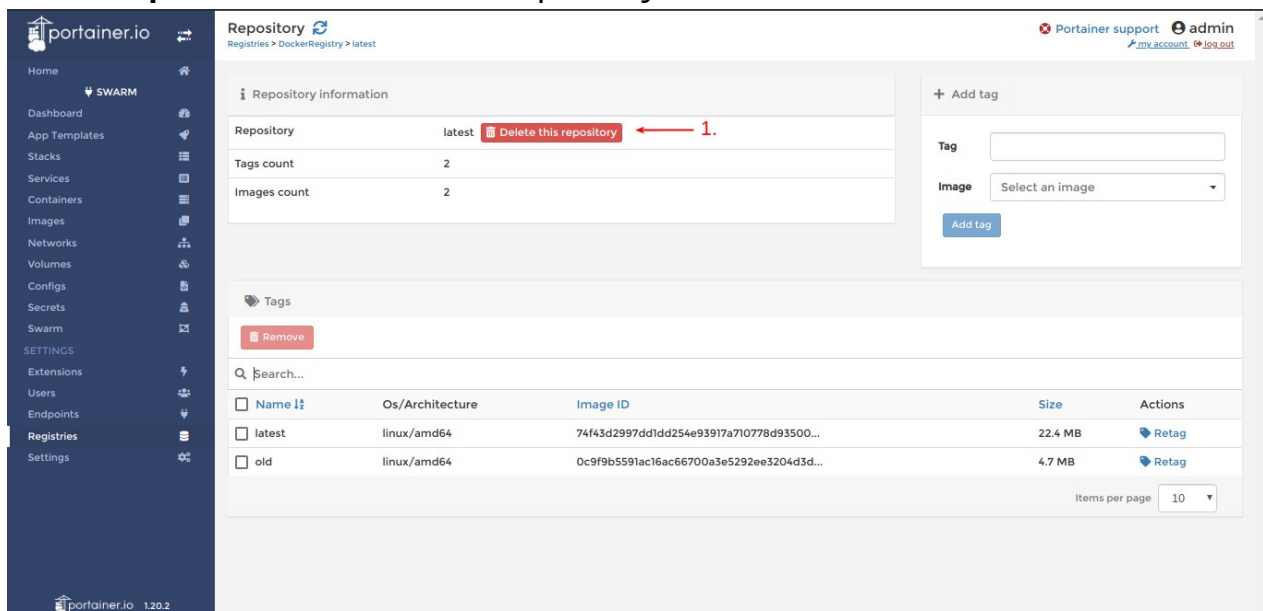 portainer.io
Home
SWARM
Dashboard
App Templates
Stacks
Services
Containers
Images
Networks
Volumes
Configs
Secrets
Swarm
SETTINGS
Extensions
Users
Endpoints
Registries
Settings
portainer.io 1.20.2
Repository
Registries > DockerRegistry > latest
Portainer support admin
my account log out
Repository information
Repository latest Delete this repository 1.
Tags count 2
Images count 2
+ Add tag
Tag
Image Select an image
Add tag
Tags
Remove
Search...
Name Os/Architecture Image ID Size Actions
latest linux/amd64 74f43d2997dd1dd254e93917a710778d93500... 22.4 MB Retag
old linux/amd64 0c9f9b5591ac16ac66700a3e5292ee3204d3d... 4.7 MB Retag
Items per page 10